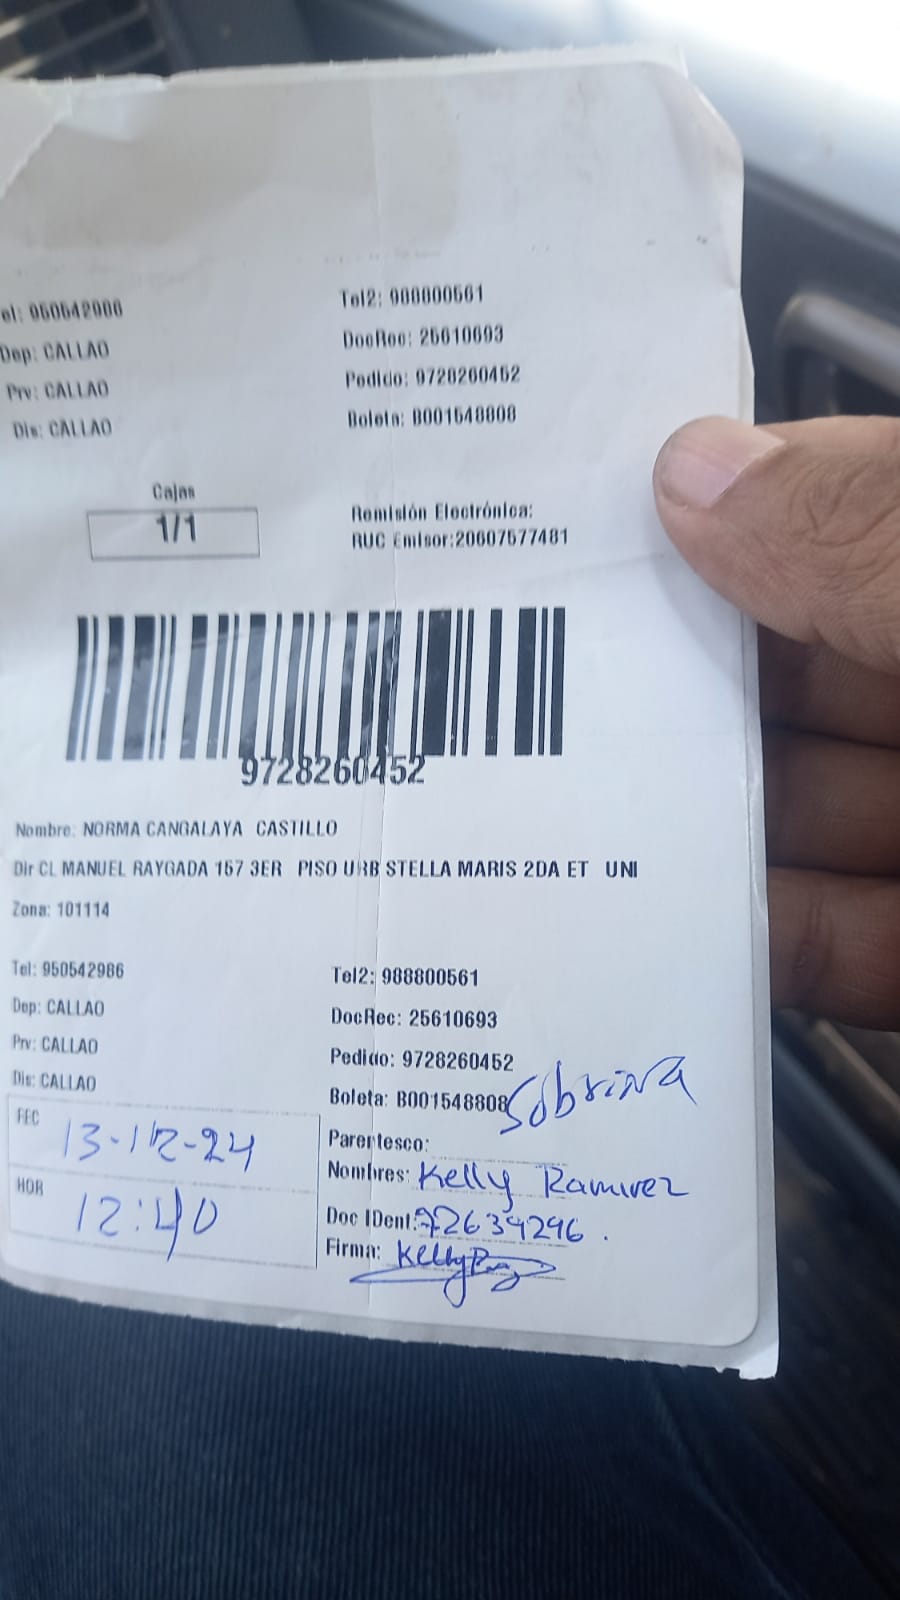 el: 950542986 Tel2: 988800561
Dep: CALLAO DocRec: 25610693
Prv: CALLAO Pedido: 9728260452
Dis: CALLAO Boleta: B001548808
Cajas
1/1
Remisión Electrónica:
RUC Emisor:20607577481
9728260452
Nombre: NORMA CANGALAYA CASTILLO
Dir CL MANUEL RAYGADA 157 3ER PISO URB STELLA MARIS 2DA ET UNI
Zona: 101114
Tel: 950542986 Tel2: 988800561
Dep: CALLAO DocRec: 25610693
Prv: CALLAO Pedido: 9728260452
Dis: CALLAO Boleta: B001548808
Sobrina
FEC 13-12-24
Parentesco:
Nombres: Kelly Ramirez
HOR 12:40
Doc IDent: 72634296.
Firma: Kelly